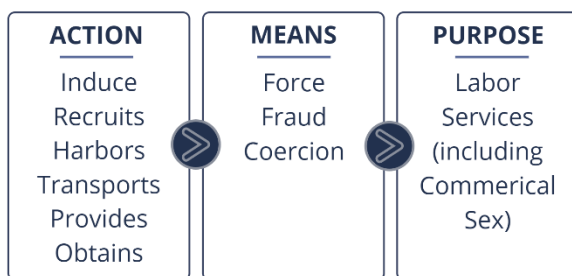 ACTION
Induce
Recruits
Harbors
Transports
Provides
Obtains
MEANS
Force
Fraud
Coercion
PURPOSE
Labor
Services
(including
Commerical
Sex)